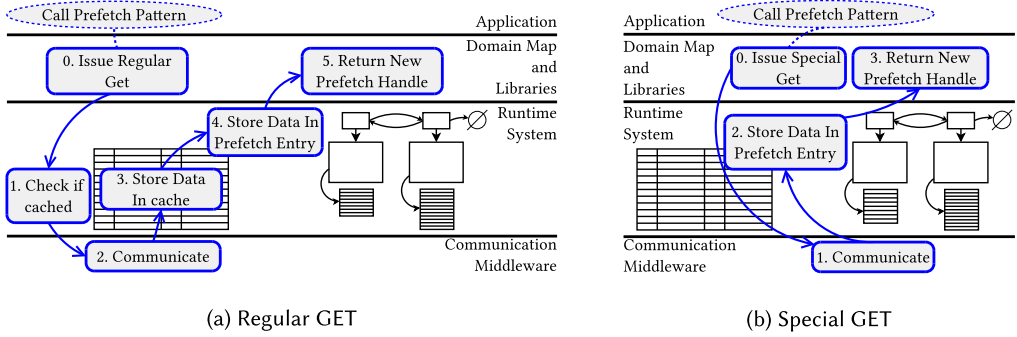 Call Prefetch Pattern
Application
0. Issue Regular
Get
5. Return New
Prefetch Handle
Domain Map
and
Libraries
4. Store Data In
Prefetch Entry
Runtime
System
1. Check if
cached
3. Store Data
In cache
2. Communicate
Communication
Middleware
(a) Regular GET
Call Prefetch Pattern
Application
Domain Map
and
Libraries
0. Issue Special
Get
3. Return New
Prefetch Handle
Runtime
System
2. Store Data In
Prefetch Entry
Communication
Middleware
1. Communicate
(b) Special GET